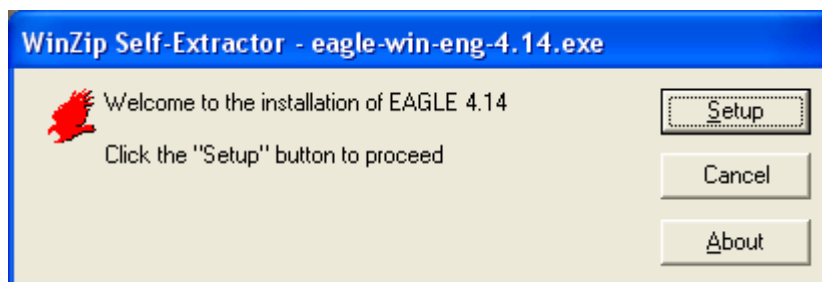 WinZip Self-Extractor - eagle-win-eng-4.14.exe
Welcome to the installation of EAGLE 4.14
Click the "Setup" button to proceed
Setup
Cancel
About